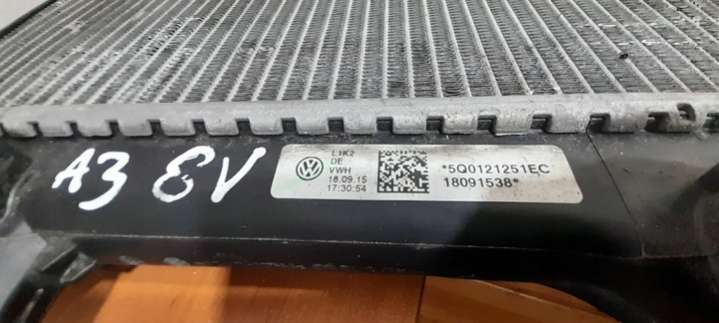 A3 8V
L1K2
DE
VWH
18.09.15
17:30:54
*5Q0121251EC
18091538*